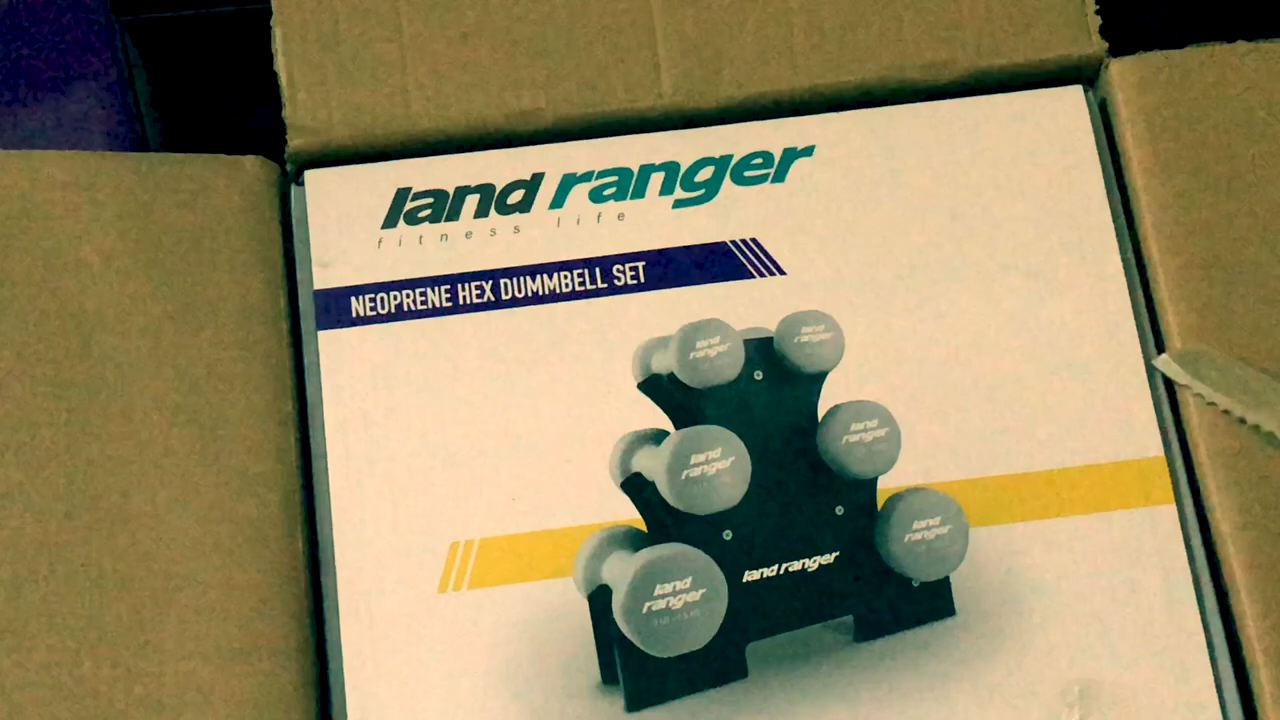 land ranger
fitness life
NEOPRENE HEX DUMMBELL SET
land
ranger
land
ranger
land
ranger
land
ranger
land
ranger
land ranger
land
ranger